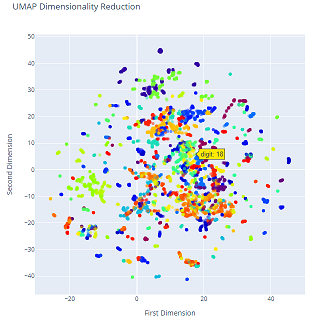 UMAP Dimensionality Reduction
50
40
30
20
10
0
−10
−20
−30
−40
Second Dimension
digit: 18
−20 0 20 40
First Dimension